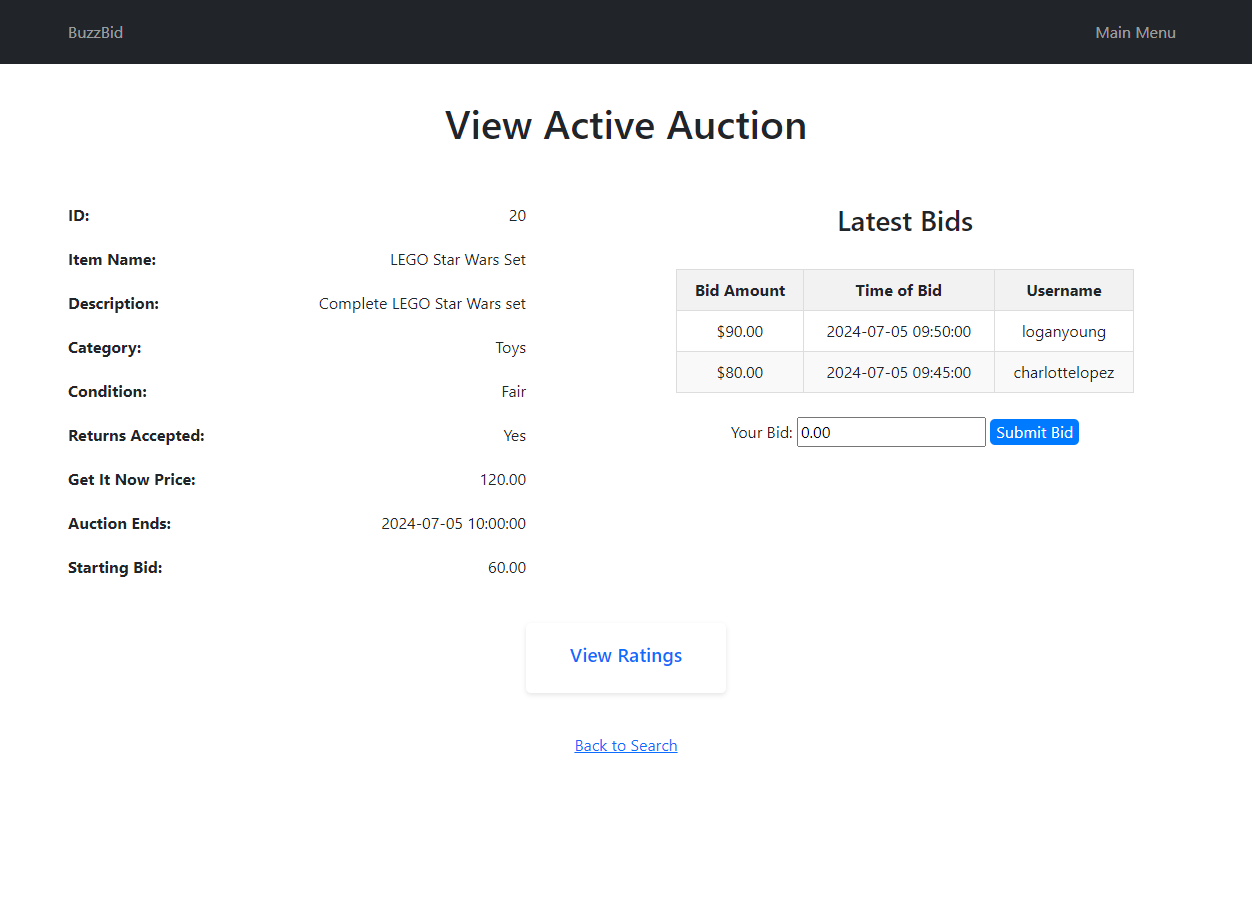 BuzzBid Main Menu
View Active Auction
ID: 20
Item Name: LEGO Star Wars Set
Description: Complete LEGO Star Wars set
Category: Toys
Condition: Fair
Returns Accepted: Yes
Get It Now Price: 120.00
Auction Ends: 2024-07-05 10:00:00
Starting Bid: 60.00
Latest Bids
Bid Amount Time of Bid Username
$90.00 2024-07-05 09:50:00 loganyoung
$80.00 2024-07-05 09:45:00 charlottelopez
Your Bid: 0.00 Submit Bid
View Ratings
Back to Search